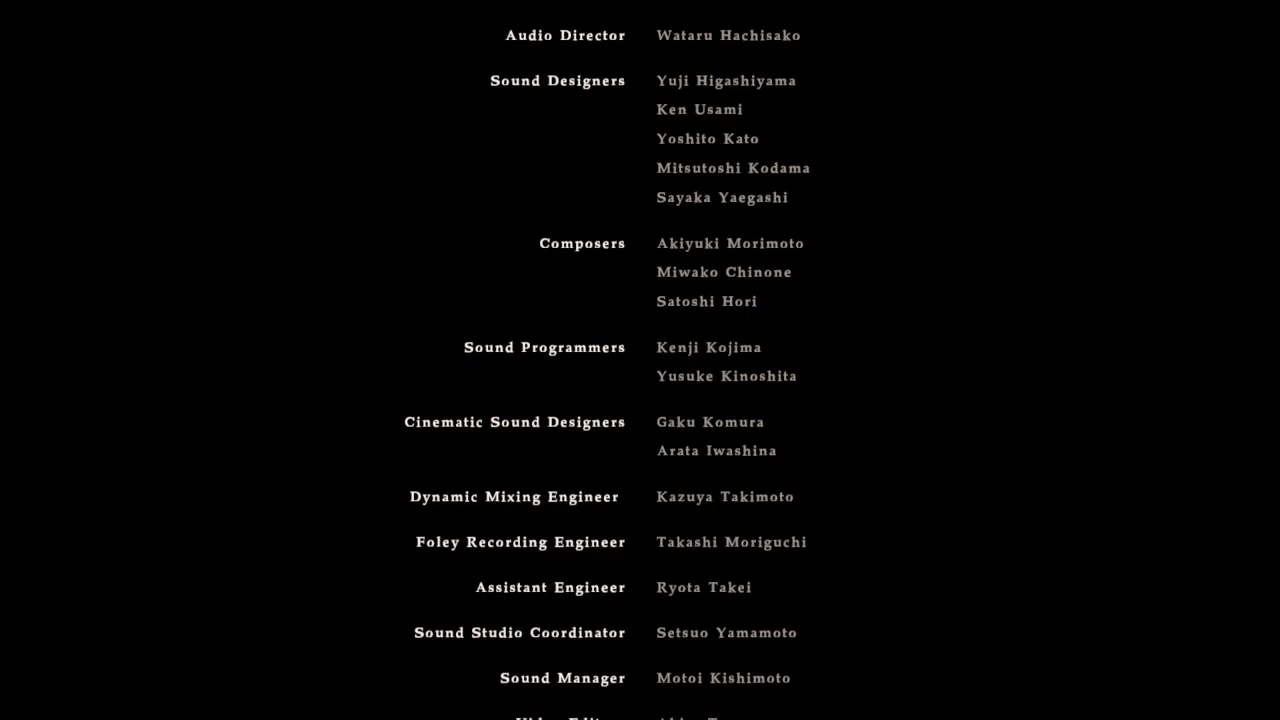 Audio Director Wataru Hachisako
Sound Designers Yuji Higashiyama
Ken Usami
Yoshito Kato
Mitsutoshi Kodama
Sayaka Yaegashi
Composers Akiyuki Morimoto
Miwako Chinone
Satoshi Hori
Sound Programmers Kenji Kojima
Yusuke Kinoshita
Cinematic Sound Designers Gaku Komura
Arata Iwashina
Dynamic Mixing Engineer Kazuya Takimoto
Foley Recording Engineer Takashi Moriguchi
Assistant Engineer Ryota Takei
Sound Studio Coordinator Setsuo Yamamoto
Sound Manager Motoi Kishimoto